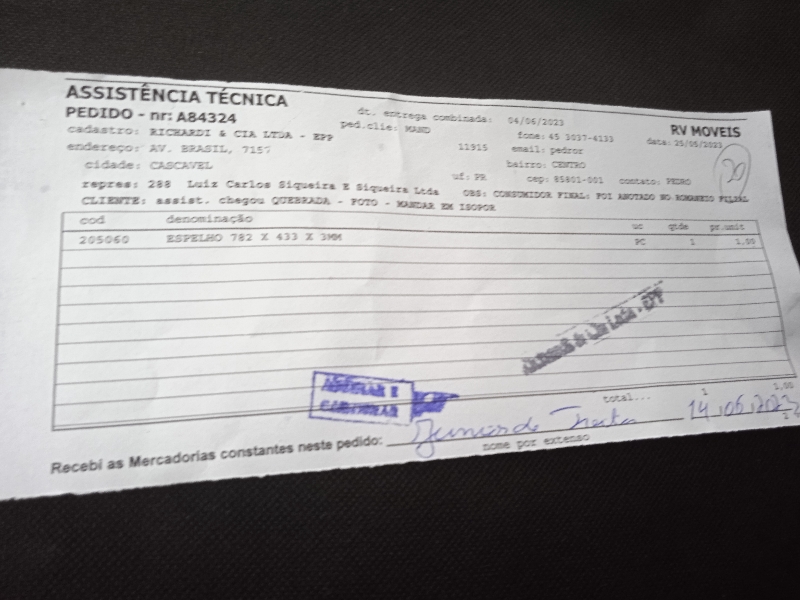 ASSISTÊNCIA TÉCNICA
PEDIDO - nr: A84324 dt. entrega combinada: 04/06/2023 RV MOVEIS
cadastro: RICHARDI & CIA LTDA - EPP ped.clie: MAND fone: 45 3037-4133 data: 25/05/2023
endereço: AV. BRASIL, 7157 11915 email: pedror
cidade: CASCAVEL uf: PR bairro: CENTRO
cep: 85801-001 contato: PEDRO
repres: 288 Luiz Carlos Siqueira E Siqueira Ltda OBS: CONSUMIDOR FINAL: FOI ANOTADO NO ROMANEIO
CLIENTE: assist. chegou QUEBRADA - FOTO - MANDAR EM ISOPOR
cod denominação uc qtde pr.unit
205060 ESPELHO 782 X 433 X 3MM PC 1 1,00
Ltda - EPP
total... 1 1,00
14.06.2023
Recebi as Mercadorias constantes neste pedido:
nome por extenso